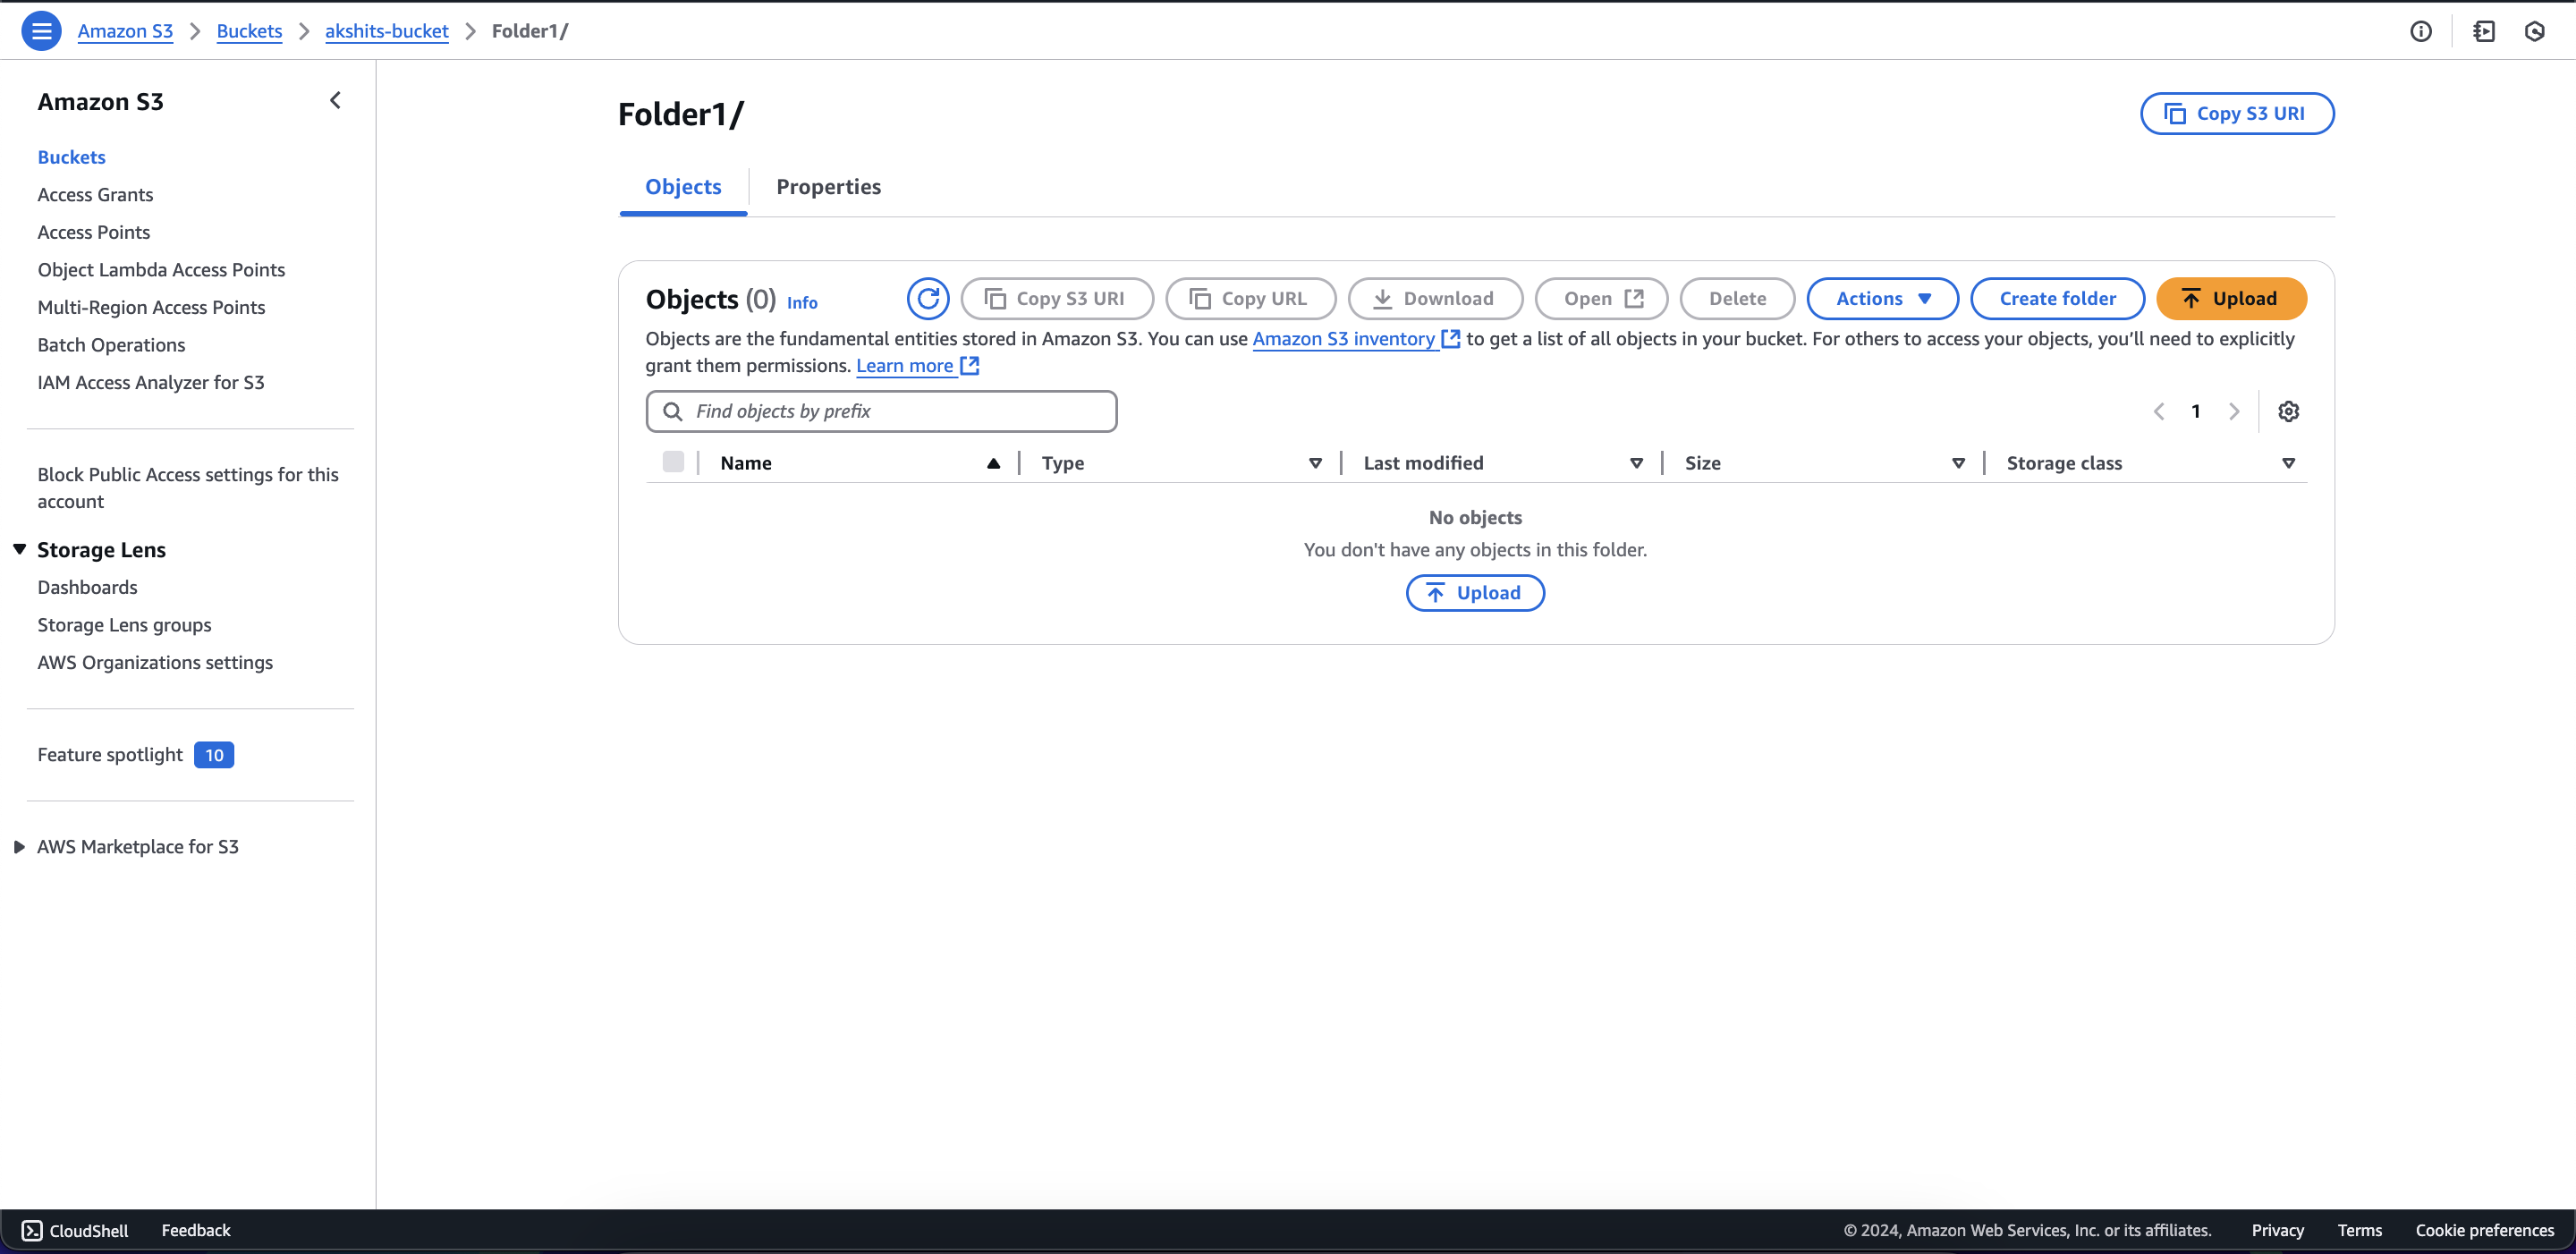 Amazon S3 Buckets akshits-bucket Folder1/
Amazon S3
Buckets
Access Grants
Access Points
Object Lambda Access Points
Multi-Region Access Points
Batch Operations
IAM Access Analyzer for S3
Block Public Access settings for this
account
Storage Lens
Dashboards
Storage Lens groups
AWS Organizations settings
Feature spotlight 10
AWS Marketplace for S3
Folder1/
Copy S3 URI
Objects Properties
Objects (0) Info Copy S3 URI Copy URL Download Open Delete Actions Create folder Upload
Objects are the fundamental entities stored in Amazon S3. You can use Amazon S3 inventory to get a list of all objects in your bucket. For others to access your objects, you’ll need to explicitly
grant them permissions. Learn more
Find objects by prefix
1
Name Type Last modified Size Storage class
No objects
You don't have any objects in this folder.
Upload
CloudShell Feedback © 2024, Amazon Web Services, Inc. or its affiliates. Privacy Terms Cookie preferences